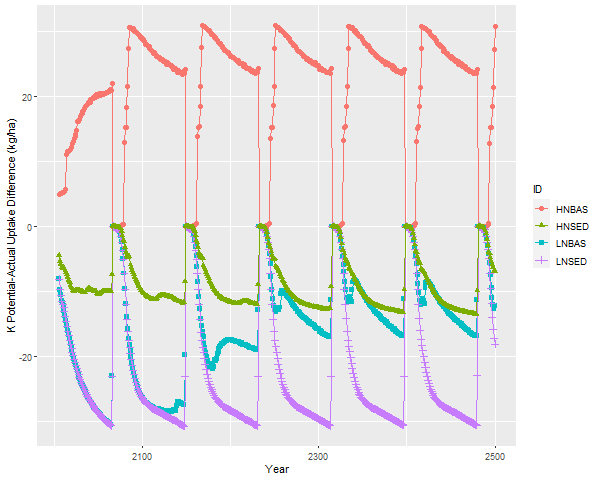 K Potential-Actual Uptake Difference (kg/ha)
20
0
-20
2100
2300
2500
Year
ID
HNBAS
HNSED
LNBAS
LNSED